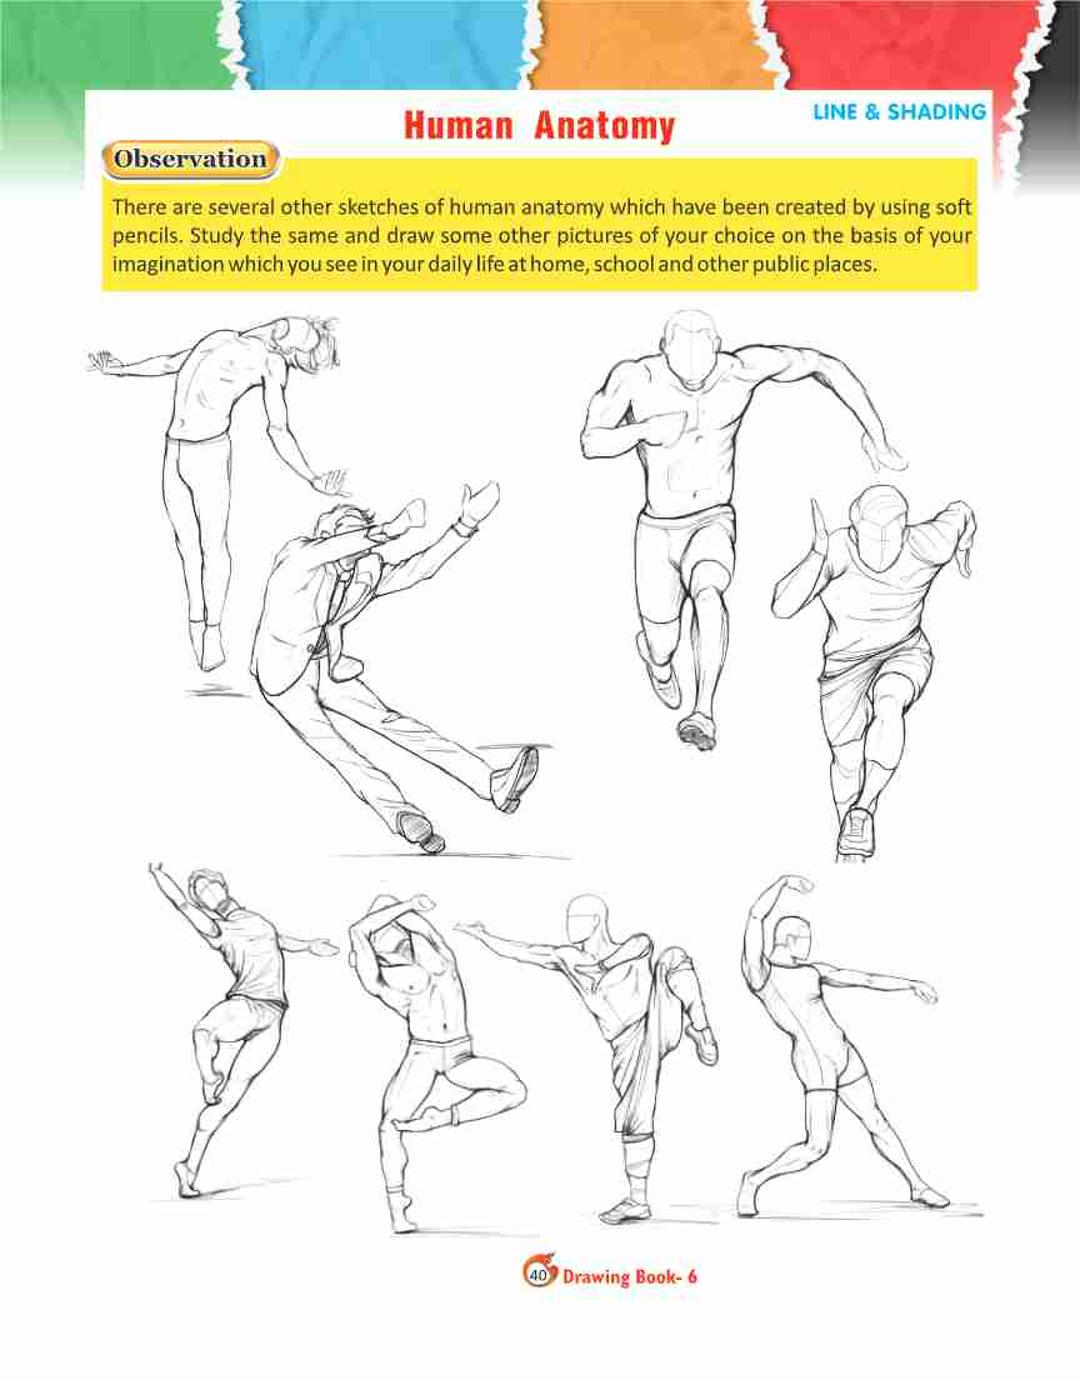 LINE & SHADING
Human Anatomy
Observation
There are several other sketches of human anatomy which have been created by using soft
pencils. Study the same and draw some other pictures of your choice on the basis of your
imagination which you see in your daily life at home, school and other public places.
40 Drawing Book- 6